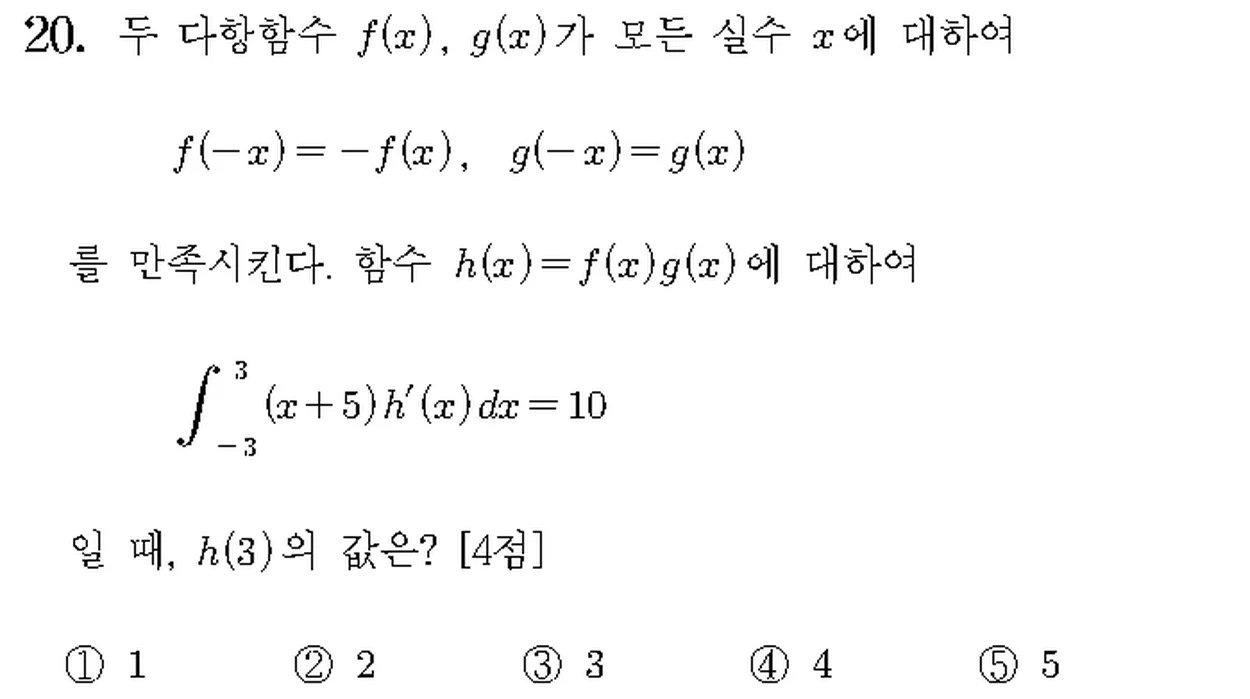 20. 두 다항함수 f(x), g(x)가 모든 실수 x에 대하여
f(−x)=−f(x), g(−x)=g(x)
를 만족시킨다. 함수 h(x)=f(x)g(x)에 대하여
∫_{−3}^{3} (x+5)h′(x)dx=10
일 때, h(3)의 값은? [4점]
① 1 ② 2 ③ 3 ④ 4 ⑤ 5